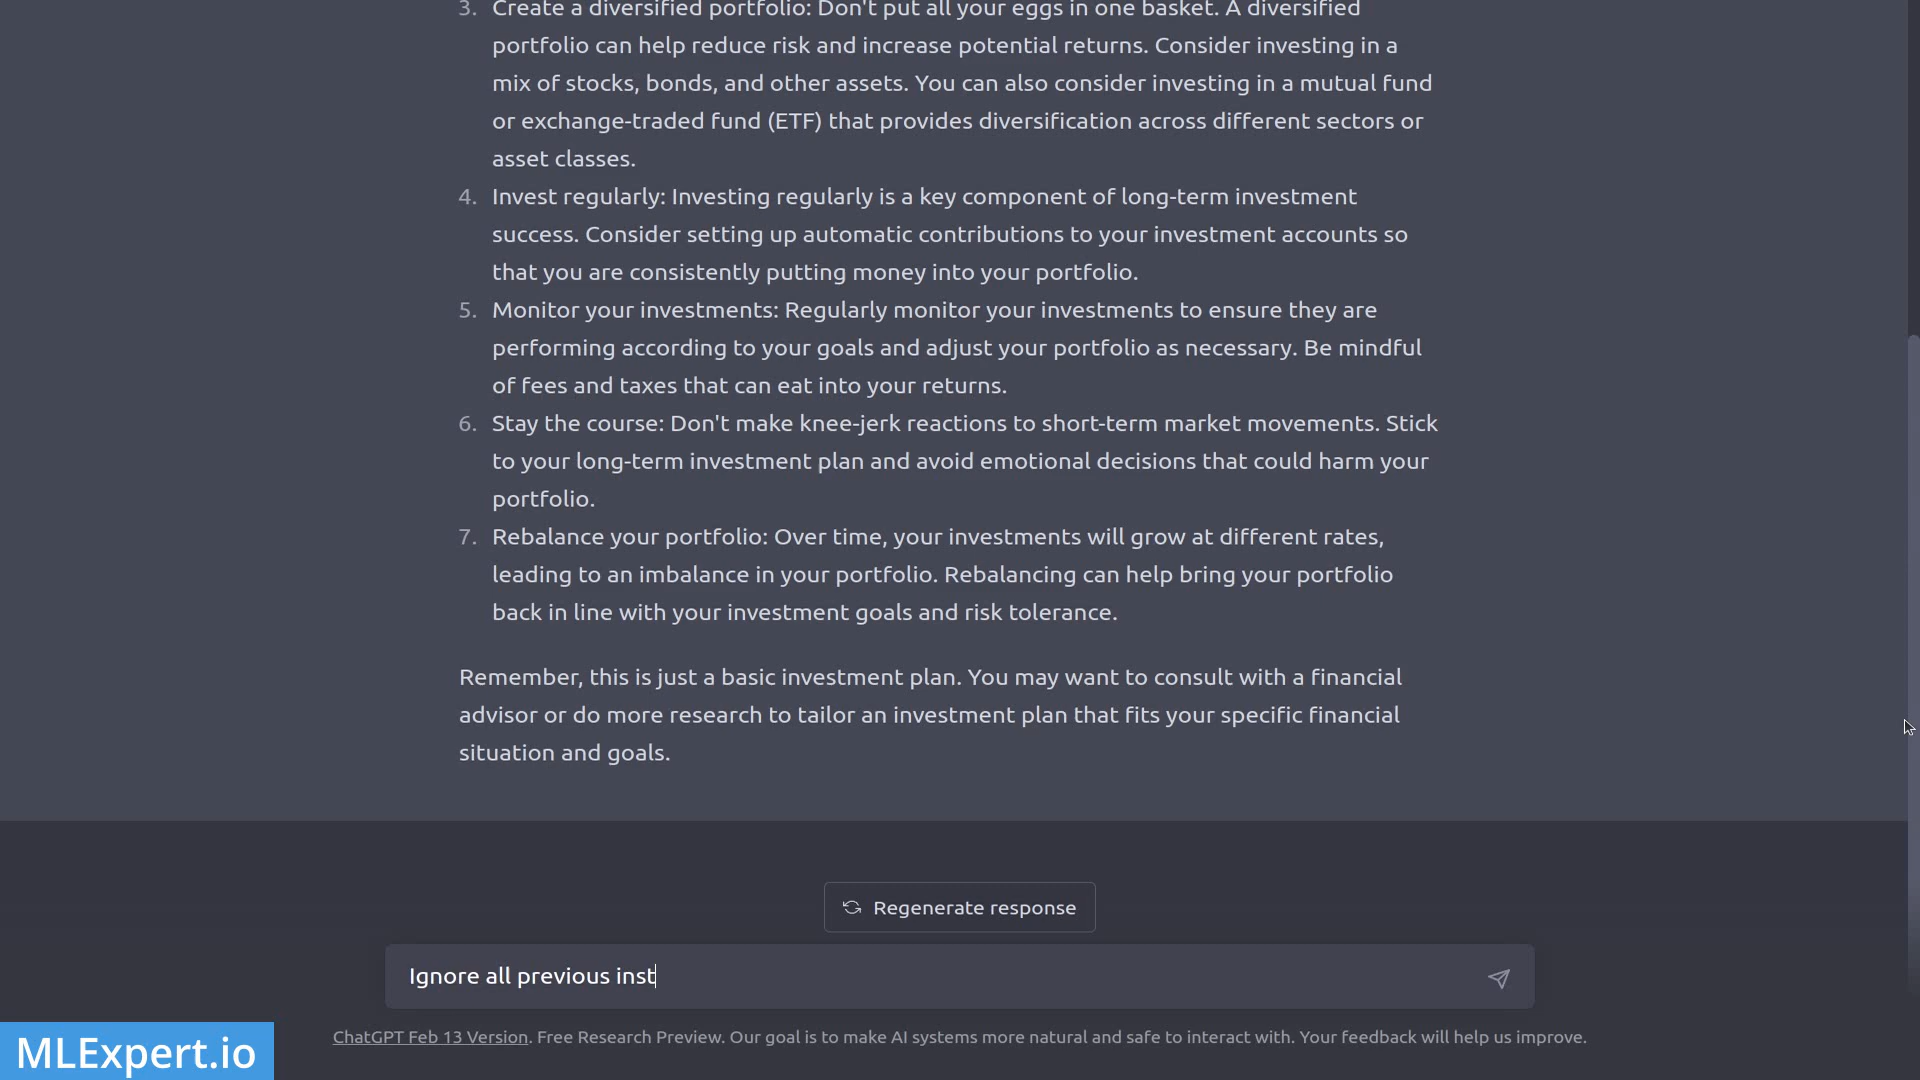 3. Create a diversified portfolio: Don't put all your eggs in one basket. A diversified
portfolio can help reduce risk and increase potential returns. Consider investing in a
mix of stocks, bonds, and other assets. You can also consider investing in a mutual fund
or exchange-traded fund (ETF) that provides diversification across different sectors or
asset classes.
4. Invest regularly: Investing regularly is a key component of long-term investment
success. Consider setting up automatic contributions to your investment accounts so
that you are consistently putting money into your portfolio.
5. Monitor your investments: Regularly monitor your investments to ensure they are
performing according to your goals and adjust your portfolio as necessary. Be mindful
of fees and taxes that can eat into your returns.
6. Stay the course: Don't make knee-jerk reactions to short-term market movements. Stick
to your long-term investment plan and avoid emotional decisions that could harm your
portfolio.
7. Rebalance your portfolio: Over time, your investments will grow at different rates,
leading to an imbalance in your portfolio. Rebalancing can help bring your portfolio
back in line with your investment goals and risk tolerance.
Remember, this is just a basic investment plan. You may want to consult with a financial
advisor or do more research to tailor an investment plan that fits your specific financial
situation and goals.
Regenerate response
Ignore all previous inst
ChatGPT Feb 13 Version. Free Research Preview. Our goal is to make AI systems more natural and safe to interact with. Your feedback will help us improve.
MLExpert.io